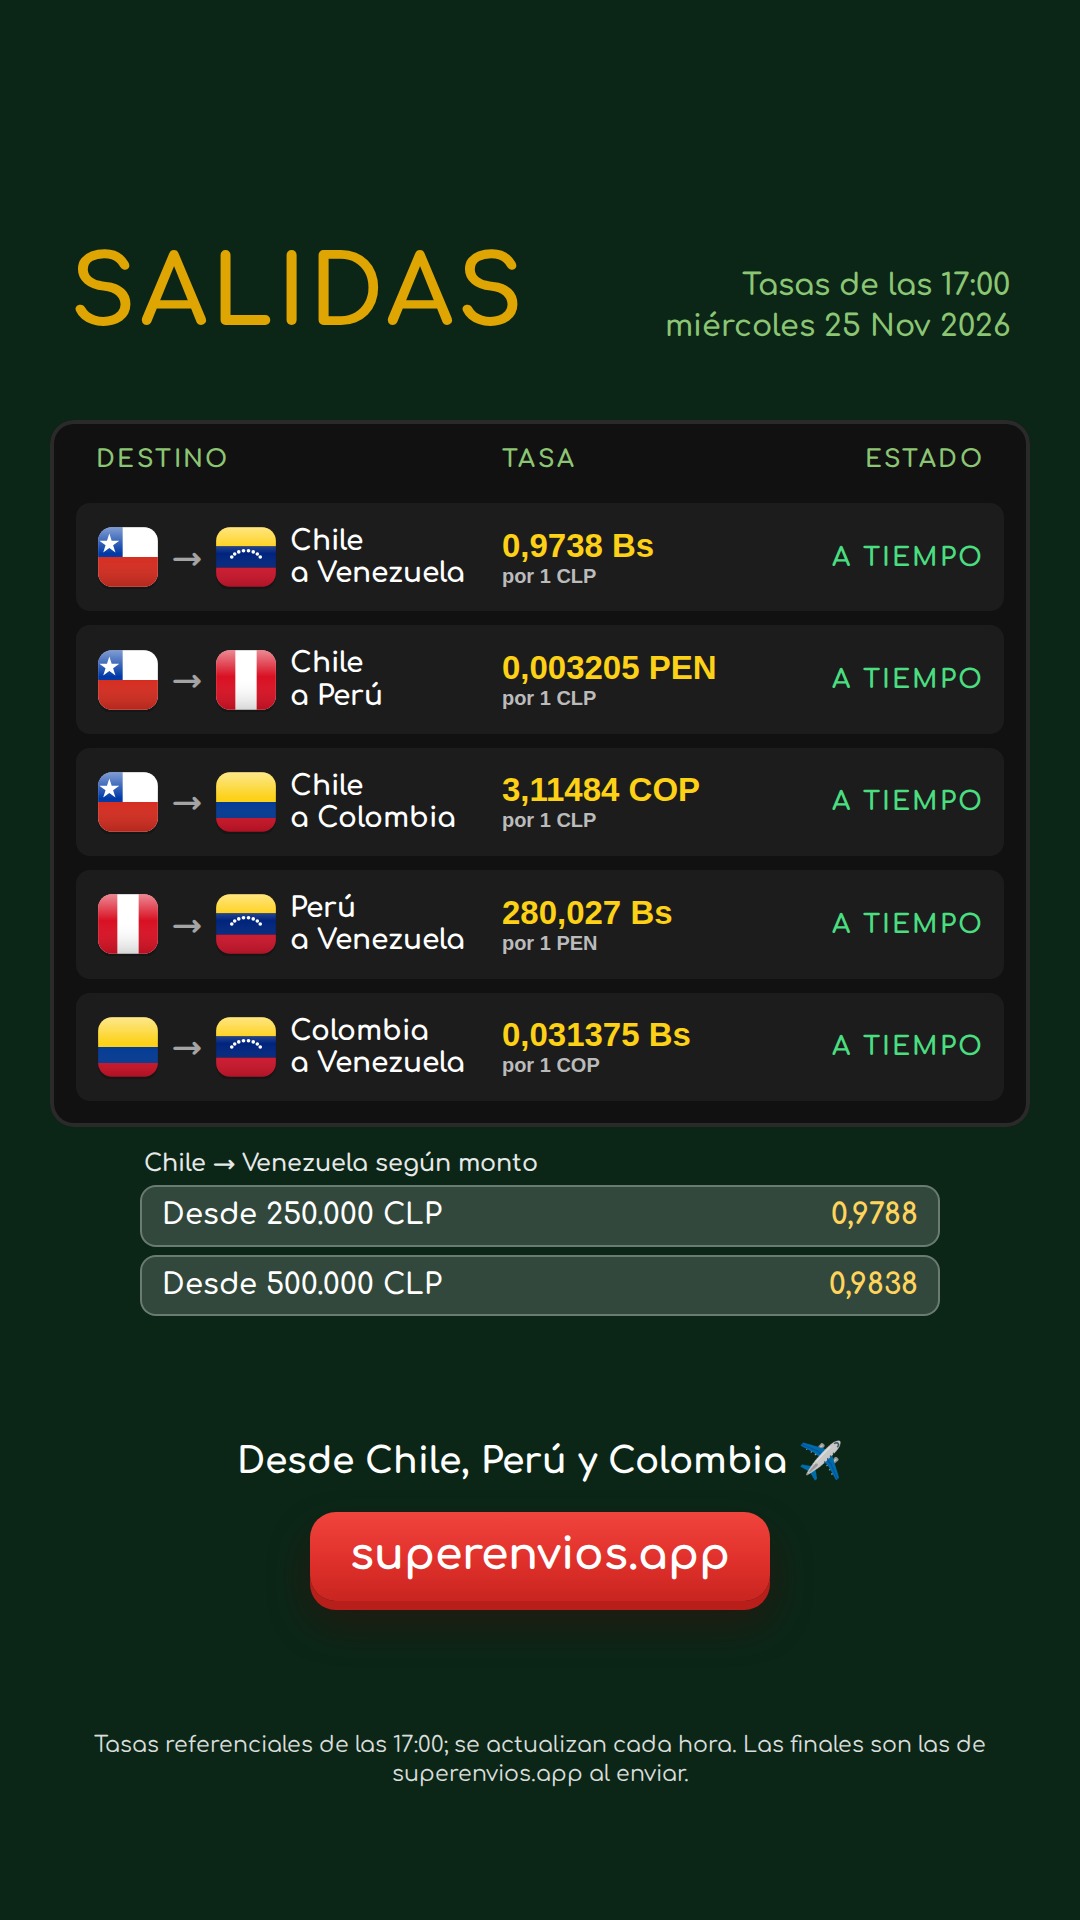 SALIDAS
Tasas de las 17:00
miércoles 25 Nov 2026
DESTINO TASA ESTADO
Chile
a Venezuela
0,9738 Bs
por 1 CLP
A TIEMPO
Chile
a Perú
0,003205 PEN
por 1 CLP
A TIEMPO
Chile
a Colombia
3,11484 COP
por 1 CLP
A TIEMPO
Perú
a Venezuela
280,027 Bs
por 1 PEN
A TIEMPO
Colombia
a Venezuela
0,031375 Bs
por 1 COP
A TIEMPO
Chile → Venezuela según monto
Desde 250.000 CLP 0,9788
Desde 500.000 CLP 0,9838
Desde Chile, Perú y Colombia ✈️
superenvios.app
Tasas referenciales de las 17:00; se actualizan cada hora. Las finales son las de
superenvios.app al enviar.